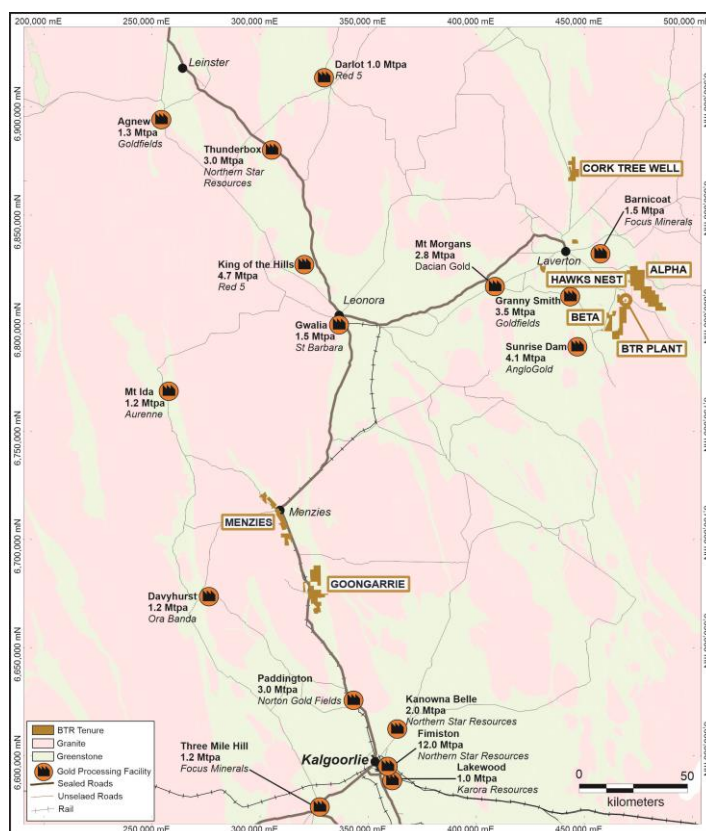 200,000 mE
250,000 mE
300,000 mE
350,000 mE
400,000 mE
450,000 mE
500,000 mE
Leinster
Darlot 1.0 Mtpa
Red 5
6,900,000 mN
Agnew
1.3 Mtpa
Goldfields
Thunderbox
3.0 Mtpa
Northern Star
Resources
CORK TREE WELL
Barnicoat
1.5 Mtpa
Focus Minerals
6,850,000 mN
Mt Morgans
2.8 Mtpa
Dacian Gold
Laverton
King of the Hills
4.7 Mtpa
Red 5
HAWKS NEST
ALPHA
Leonora
Granny Smith
3.5 Mtpa
Goldfields
Gwalia
1.5 Mtpa
St Barbara
BETA
6,800,000 mN
Sunrise Dam
4.1 Mtpa
AngloGold
BTR PLANT
Mt Ida
1.2 Mtpa
Aurenne
6,750,000 mN
Menzies
MENZIES
6,700,000 mN
GOONGARRIE
Davyhurst
1.2 Mtpa
Ora Banda
6,650,000 mN
Paddington
3.0 Mtpa
Norton Gold Fields
Kanowna Belle
2.0 Mtpa
Northern Star Resources
Fimiston
12.0 Mtpa
Northern Star Resources
Kalgoorlie
Lakewood
1.0 Mtpa
Karora Resources
Three Mile Hill
1.2 Mtpa
Focus Minerals
6,600,000 mN
BTR Tenure
Granite
Greenstone
Gold Processing Facility
Sealed Roads
Unselaed Roads
Rail
0
50
kilometers
250,000 mE
300,000 mE
350,000 mE
400,000 mE
450,000 mE
500,000 mE